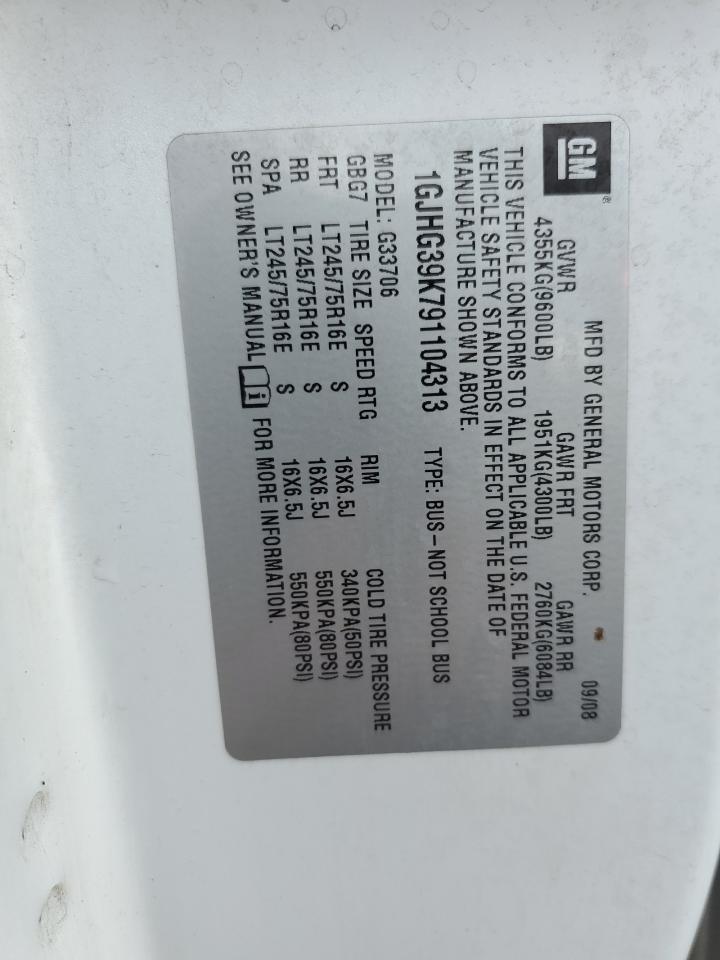 GM®
MFD BY GENERAL MOTORS CORP. 09/08
GVWR GAWR FRT GAWR RR
4355KG(9600LB) 1951KG(4300LB) 2760KG(6084LB)
THIS VEHICLE CONFORMS TO ALL APPLICABLE U.S. FEDERAL MOTOR
VEHICLE SAFETY STANDARDS IN EFFECT ON THE DATE OF
MANUFACTURE SHOWN ABOVE.
1GJHG39K791104313 TYPE: BUS-NOT SCHOOL BUS
MODEL: G33706
GBG7 TIRE SIZE SPEED RTG RIM COLD TIRE PRESSURE
FRT LT245/75R16E S 16X6.5J 340KPA(50PSI)
RR LT245/75R16E S 16X6.5J 550KPA(80PSI)
SPA LT245/75R16E S 16X6.5J 550KPA(80PSI)
SEE OWNER'S MANUAL i FOR MORE INFORMATION.